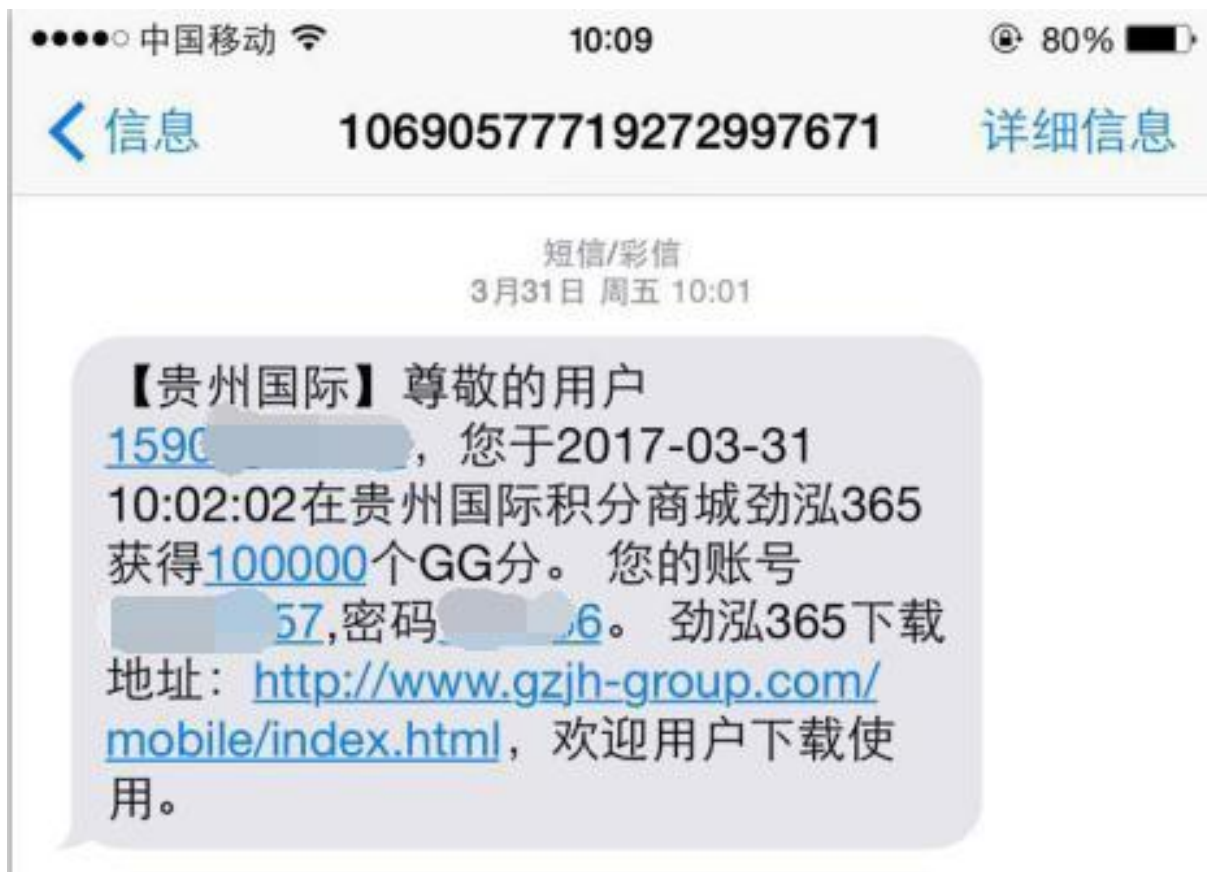 中国移动 10:09 80%
信息 10690577719272997671 详细信息
短信/彩信
3月31日 周五 10:01
【贵州国际】尊敬的用户
1590 ，您于2017-03-31
10:02:02在贵州国际积分商城劲泓365
获得100000个GG分。 您的账号
57,密码 6。 劲泓365下载
地址：http://www.gzjh-group.com/
mobile/index.html，欢迎用户下载使
用。